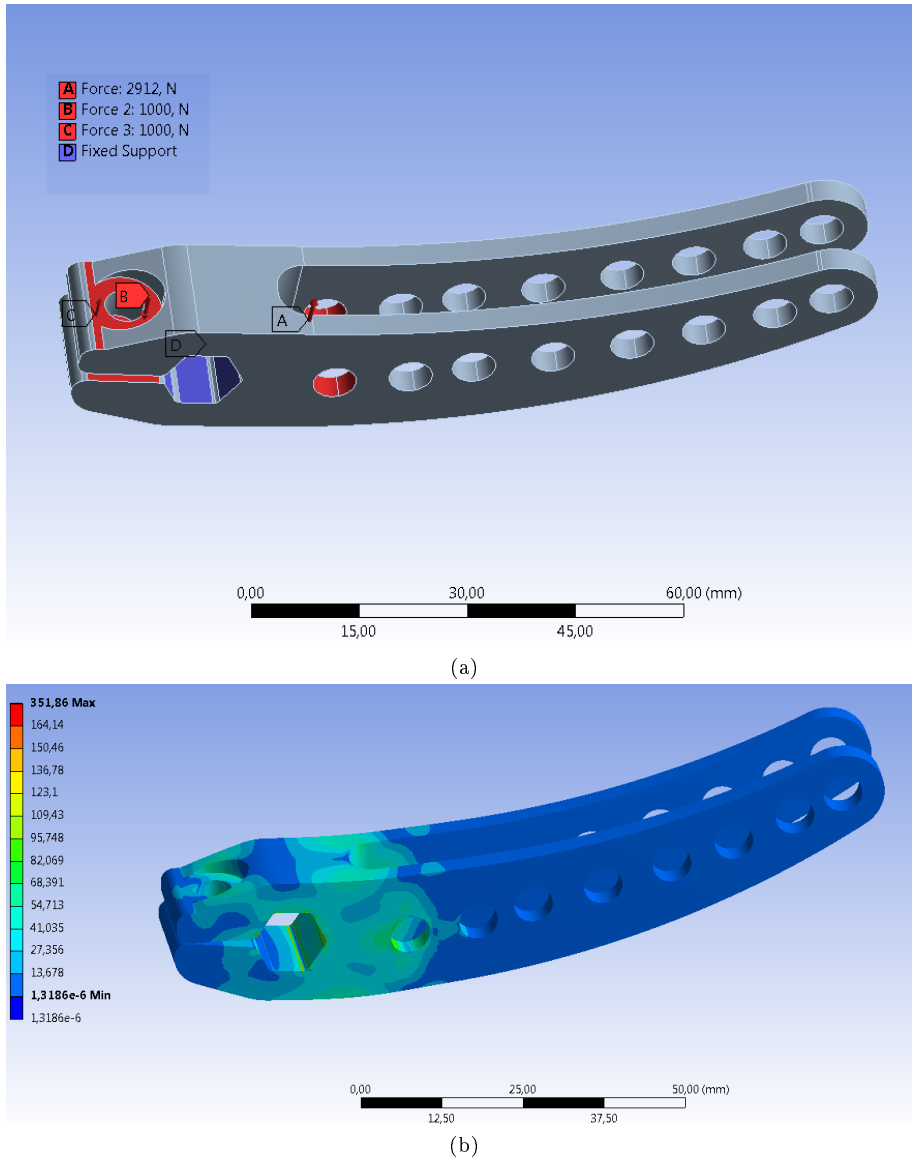 A Force: 2912, N
B Force 2: 1000, N
C Force 3: 1000, N
D Fixed Support
C
B
A
D
0,00 30,00 60,00 (mm)
15,00 45,00
(a)
351,86 Max
164,14
150,46
136,78
123,1
109,43
95,748
82,069
68,391
54,713
41,035
27,356
13,678
1,3186e-6 Min
1,3186e-6
0,00 25,00 50,00 (mm)
12,50 37,50
(b)